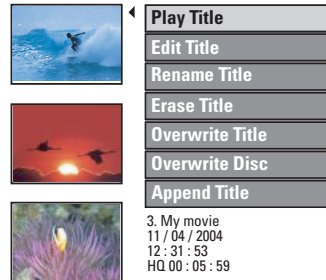 Play Title
Edit Title
Rename Title
Erase Title
Overwrite Title
Overwrite Disc
Append Title
3. My movie
11 / 04 / 2004
12 : 31 : 53
HQ 00 : 05 : 59